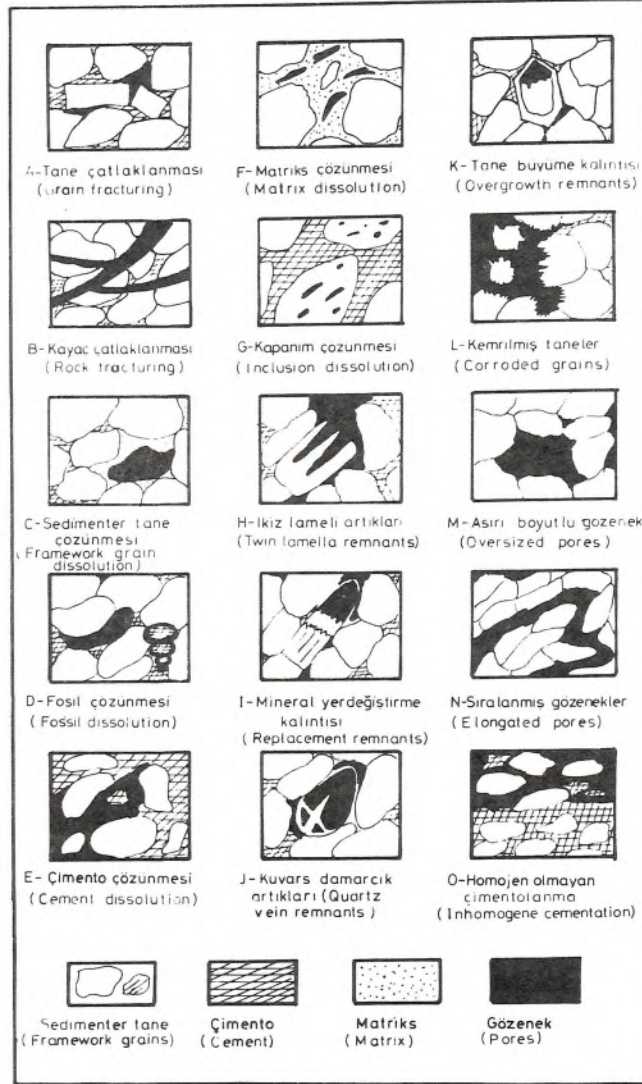 A-Tane çatlaklanması
(Grain fracturing)
F-Matriks çözünmesi
(Matrix dissolution)
K-Tane büyüme kalıntısı
(Overgrowth remnants)
B-Kayaç çatlaklanması
(Rock fracturing)
G-Kapanım çözünmesi
(Inclusion dissolution)
L-Kemrilmiş taneler
(Corroded grains)
C-Sedimenter tane
çözünmesi
(Framework grain
dissolution)
H-Ikiz lameli artıkları
(Twin lamella remnants)
M-Asırı boyutlu gözenek
(Oversized pores)
D-Fosil çözünmesi
(Fossil dissolution)
I-Mineral yerdeğiştirme
kalıntısı
(Replacement remnants)
N-Sıralanmış gözenekler
(Elongated pores)
E-Çimento çözünmesi
(Cement dissolution)
J-Kuvars damarcık
artıkları (Quartz
vein remnants)
O-Homojen olmayan
çimentolanma
(Inhomogene cementation)
Sedimenter tane
(Framework grains)
Çimento
(Cement)
Matriks
(Matrix)
Gözenek
(Pores)